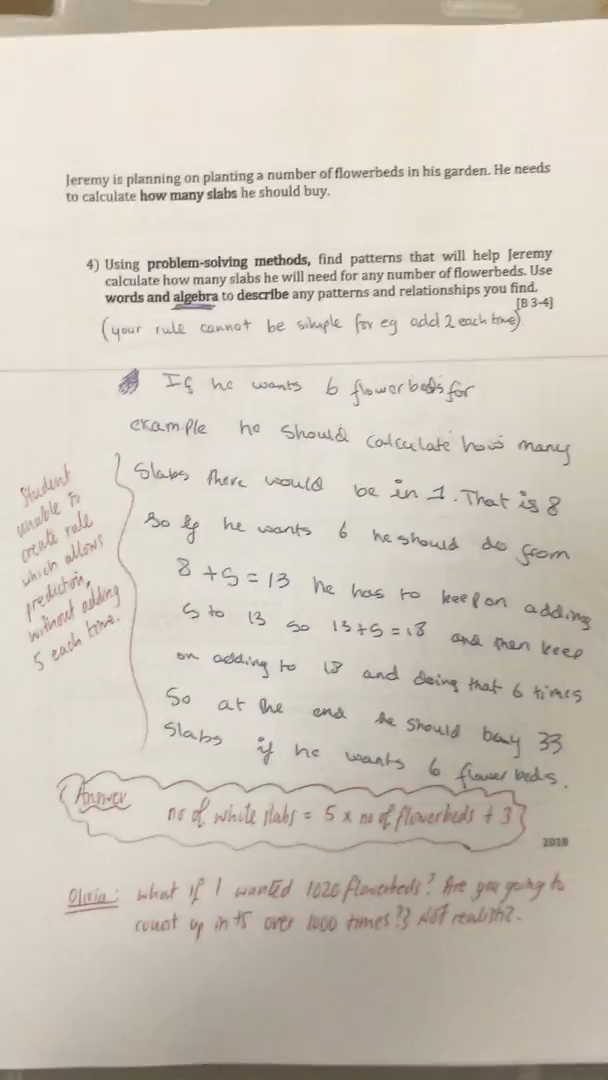 Jeremy is planning on planting a number of flowerbeds in his garden. He needs
to calculate how many slabs he should buy.
4) Using problem-solving methods, find patterns that will help Jeremy
calculate how many slabs he will need for any number of flowerbeds. Use
words and algebra to describe any patterns and relationships you find.
[B 3-4]
(your rule cannot be simple for eg add 2 each time)
If he wants 6 flowerbeds for
example he should calculate how many
slabs there would be in 1. That is 8
So if he wants 6 he should do from
8 + 5 = 13 he has to keep on adding
5 to 13 so 13+5=18 and then keep
on adding to 13 and doing that 6 times
So at the end he should buy 33
Slabs if he wants 6 flower beds.
Student
unable to
create rule
which allows
prediction,
without adding
5 each time.
Answer
no of white slabs = 5 x no of flowerbeds + 3
2018
Olivia: what if I wanted 1020 flowerbeds? Are you going to
count up in +5 over 1000 times?? Not realistic.